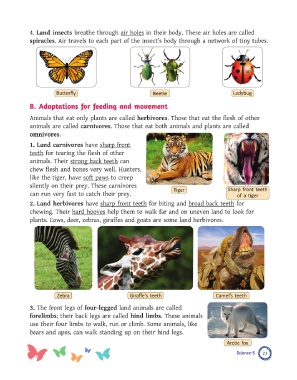 4. Land insects breathe through air holes in their body. These air holes are called
spiracles. Air travels to each part of the insect's body through a network of tiny tubes.
Butterfly
Beetle
Ladybug
B. Adaptations for feeding and movement
Animals that eat only plants are called herbivores. Those that eat the flesh of other
animals are called carnivores. Those that eat both animals and plants are called
omnivores.
1. Land carnivores have sharp front
teeth for tearing the flesh of other
animals. Their strong back teeth can
chew flesh and bones very well. Hunters,
like the tiger, have soft paws to creep
silently on their prey. These carnivores
can run very fast to catch their prey.
Tiger
Sharp front teeth
of a tiger
2. Land herbivores have sharp front teeth for biting and broad back teeth for
chewing. Their hard hooves help them to walk far and on uneven land to look for
plants. Cows, deer, zebras, giraffes and goats are some land herbivores.
Zebra
Giraffe's teeth
Camel's teeth
3. The front legs of four-legged land animals are called
forelimbs; their back legs are called hind limbs. These animals
use their four limbs to walk, run or climb. Some animals, like
bears and apes, can walk standing up on their hind legs.
Arctic fox
Science-5
21